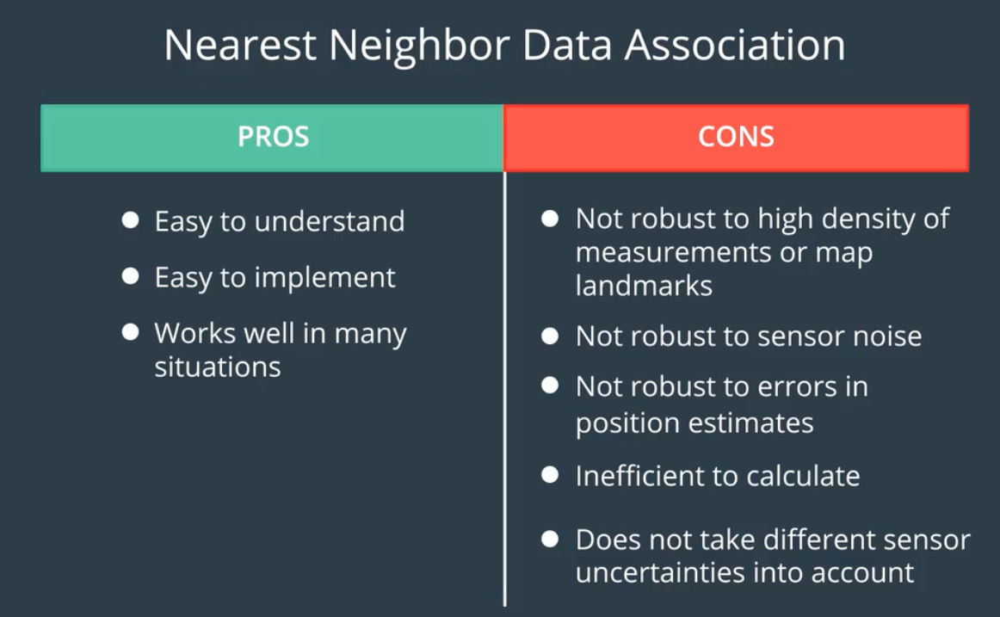 Nearest Neighbor Data Association
PROS
Easy to understand
Easy to implement
Works well in many
situations
CONS
Not robust to high density of
measurements or map
landmarks
Not robust to sensor noise
Not robust to errors in
position estimates
Inefficient to calculate
Does not take different sensor
uncertainties into account